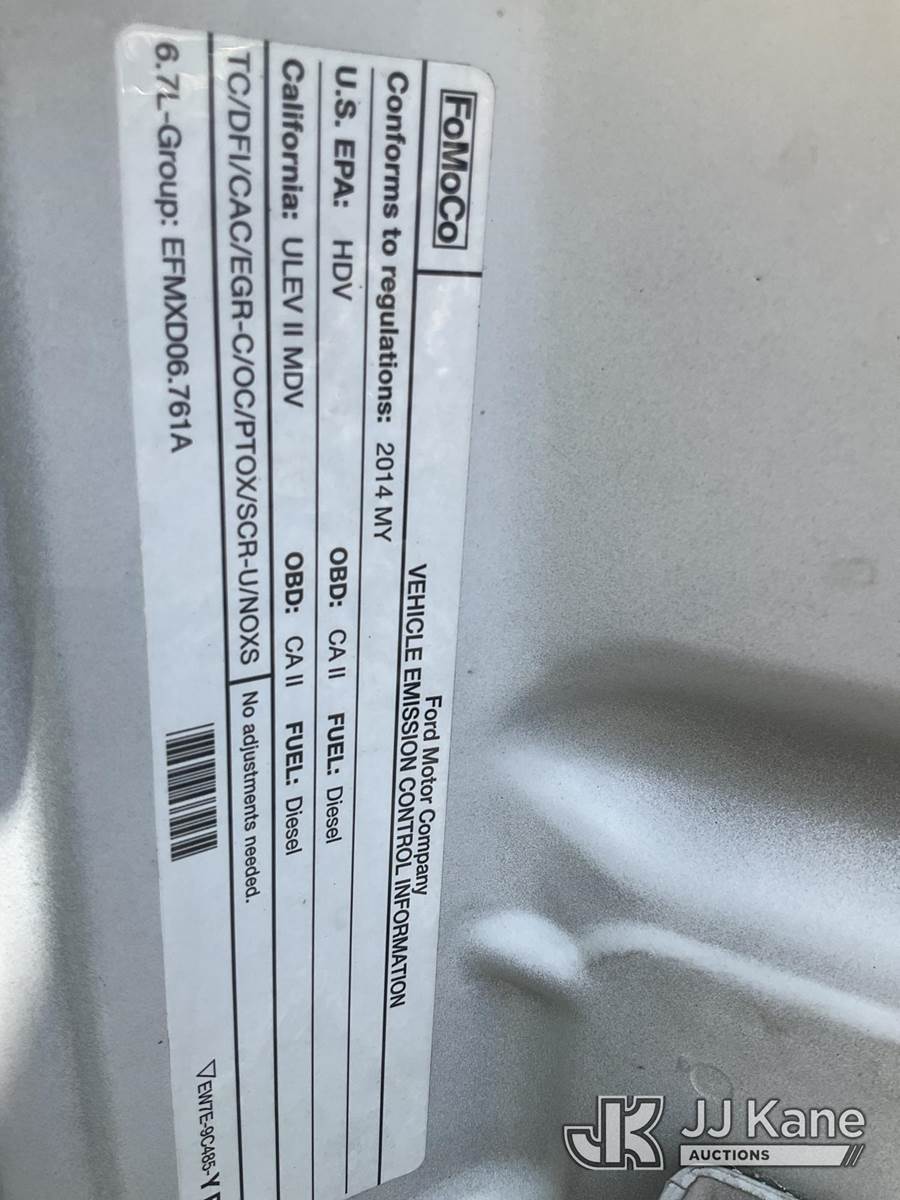 FoMoCo
Ford Motor Company
VEHICLE EMISSION CONTROL INFORMATION
Conforms to regulations: 2014 MY
U.S. EPA: HDV OBD: CA II FUEL: Diesel
California: ULEV II MDV OBD: CA II FUEL: Diesel
TC/DFI/CAC/EGR-C/OC/PTOX/SCR-U/NOXS No adjustments needed.
6.7L-Group: EFMXD06.761A
EW7E-9C485-Y
JK JJ Kane
AUCTIONS